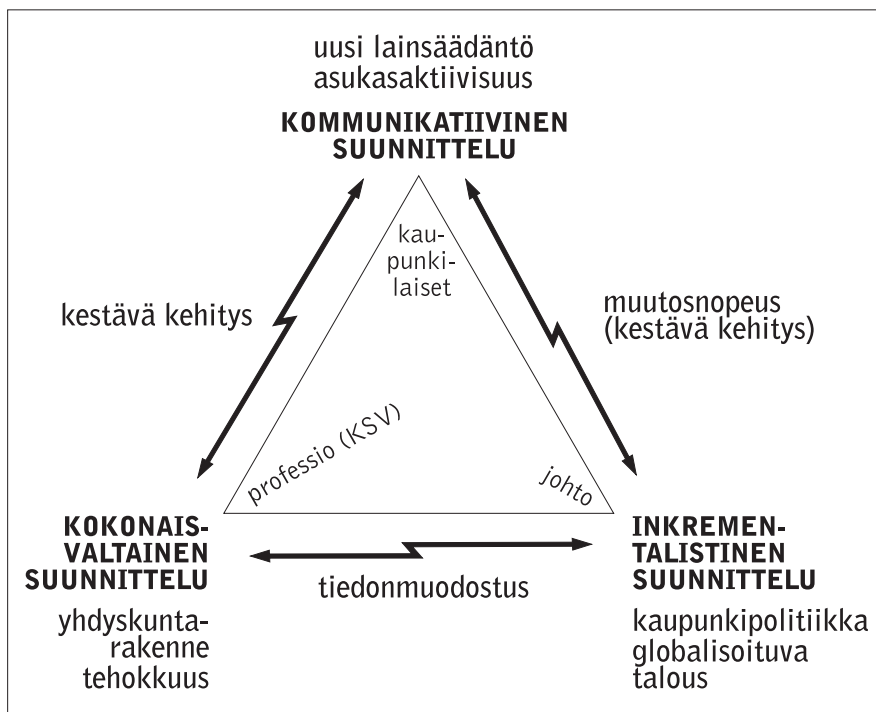 uusi lainsäädäntö
asukasaktiivisuus
KOMMUNIKATIIVINEN
SUUNNITTELU
kau-
punki-
laiset
kestävä kehitys
muutosnopeus
(kestävä kehitys)
professio (KSV)
johto
KOKONAIS-
VALTAINEN
SUUNNITTELU
yhdyskunta-
rakenne
tehokkuus
tiedonmuodostus
INKREMEN-
TALISTINEN
SUUNNITTELU
kaupunkipolitiikka
globalisoituva
talous